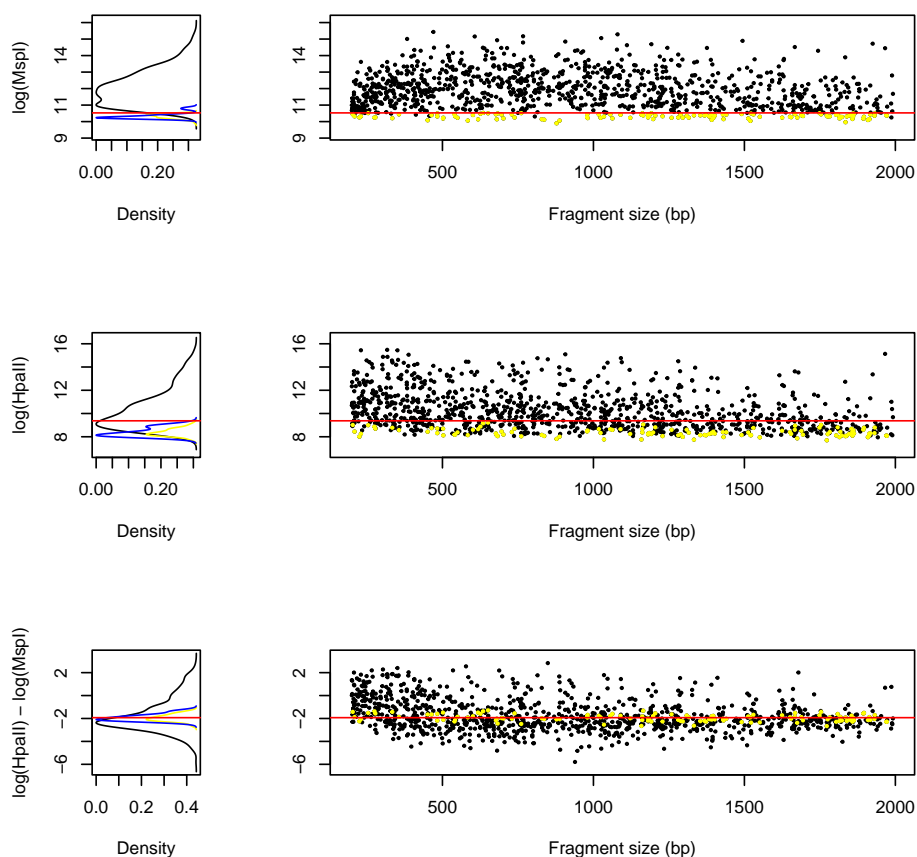 log(MspI)
14
11
9
0.00 0.20
Density
500 1000 1500 2000
Fragment size (bp)
log(HpaII)
16
12
8
0.00 0.20
Density
16
12
8
500 1000 1500 2000
Fragment size (bp)
log(HpaII) − log(MspI)
2
−2
−6
0.0 0.2 0.4
Density
2
−2
−6
500 1000 1500 2000
Fragment size (bp)